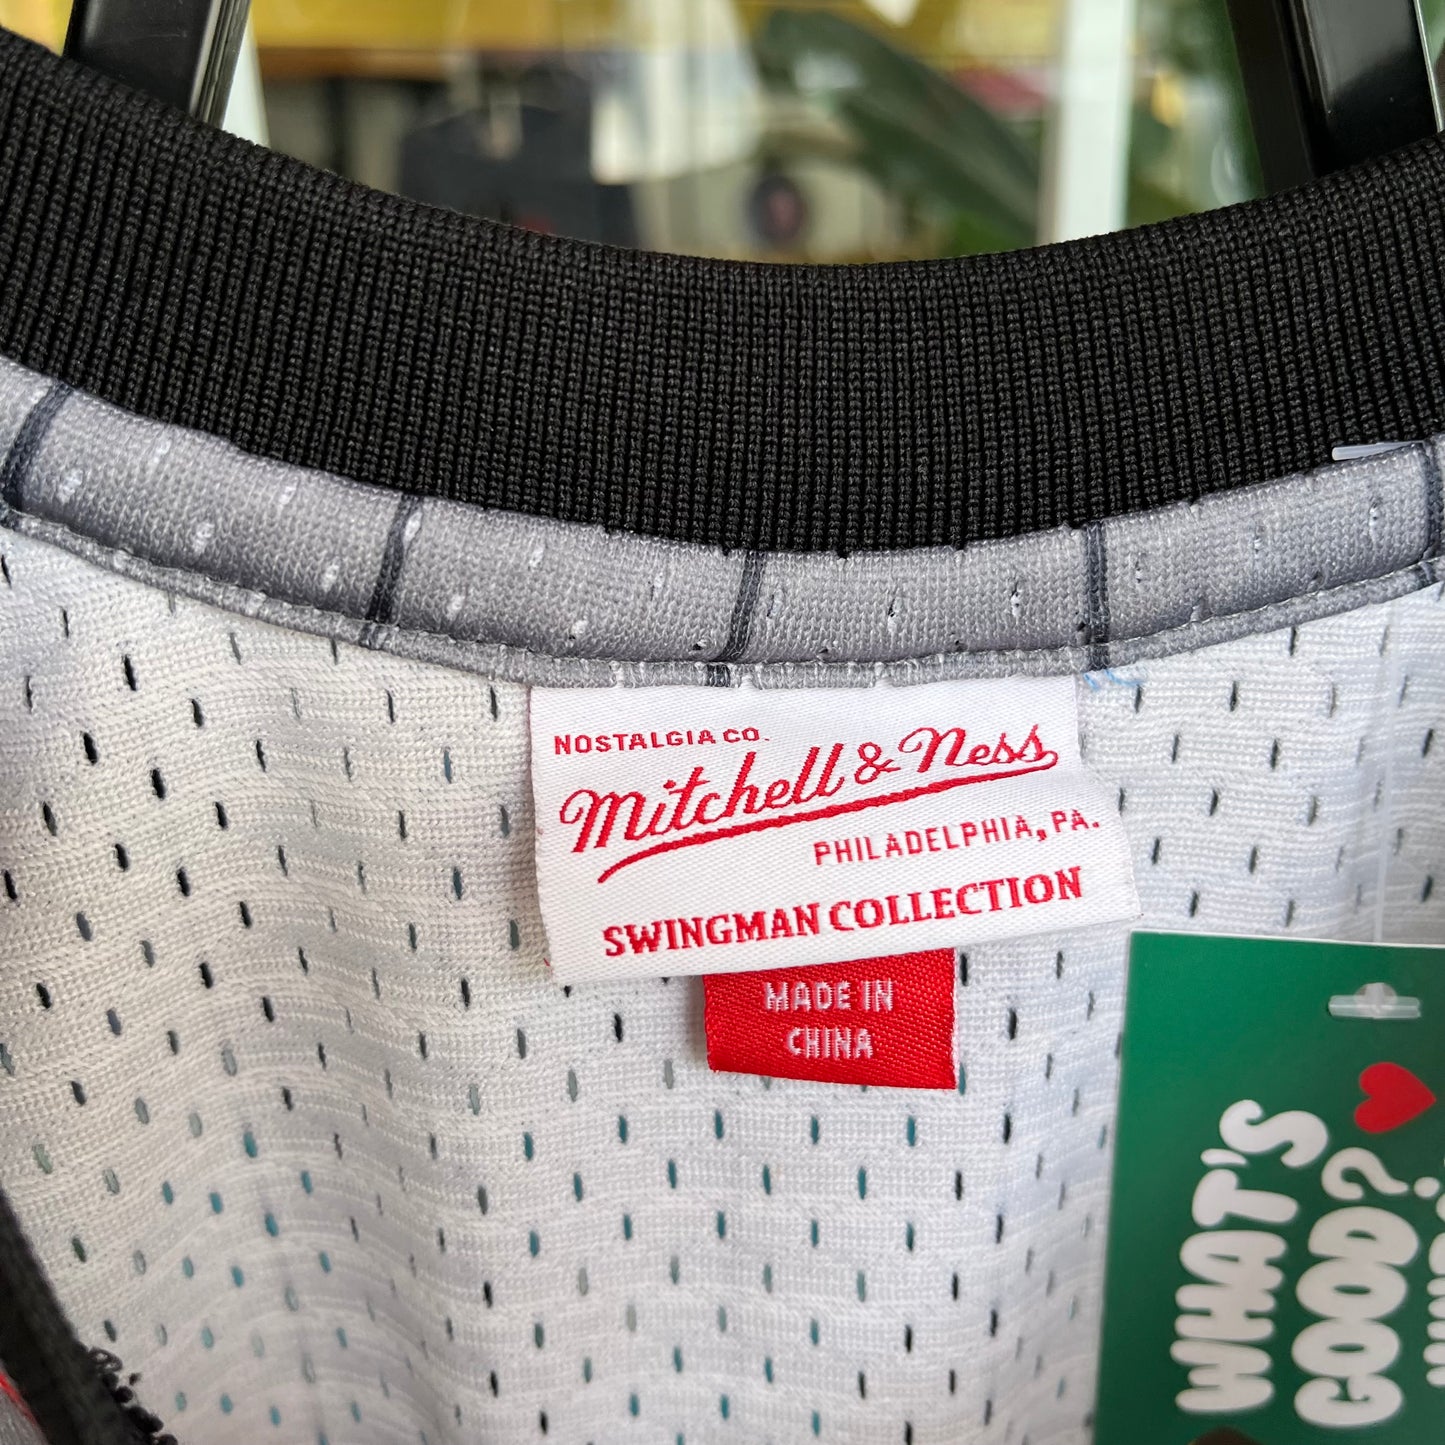 NOSTALGIA CO.
Mitchell & Ness
PHILADELPHIA, PA.
SWINGMAN COLLECTION
MADE IN
CHINA
WHAT'S
GOOD?